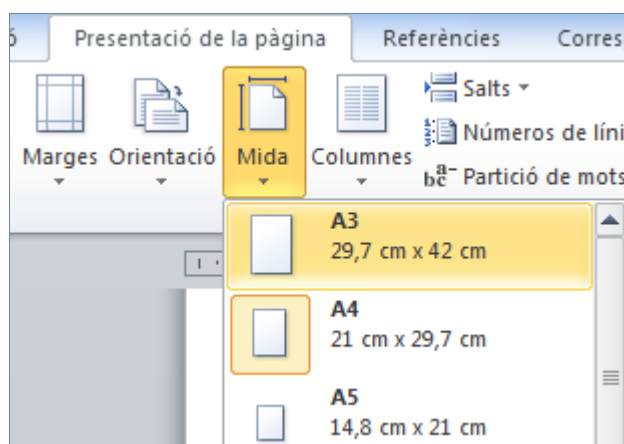 Presentació de la pàgina
Referències
Salts
Números de líni
Marges
Orientació
Mida
Columnes
Partició de mots
A3
29,7 cm x 42 cm
A4
21 cm x 29,7 cm
A5
14,8 cm x 21 cm